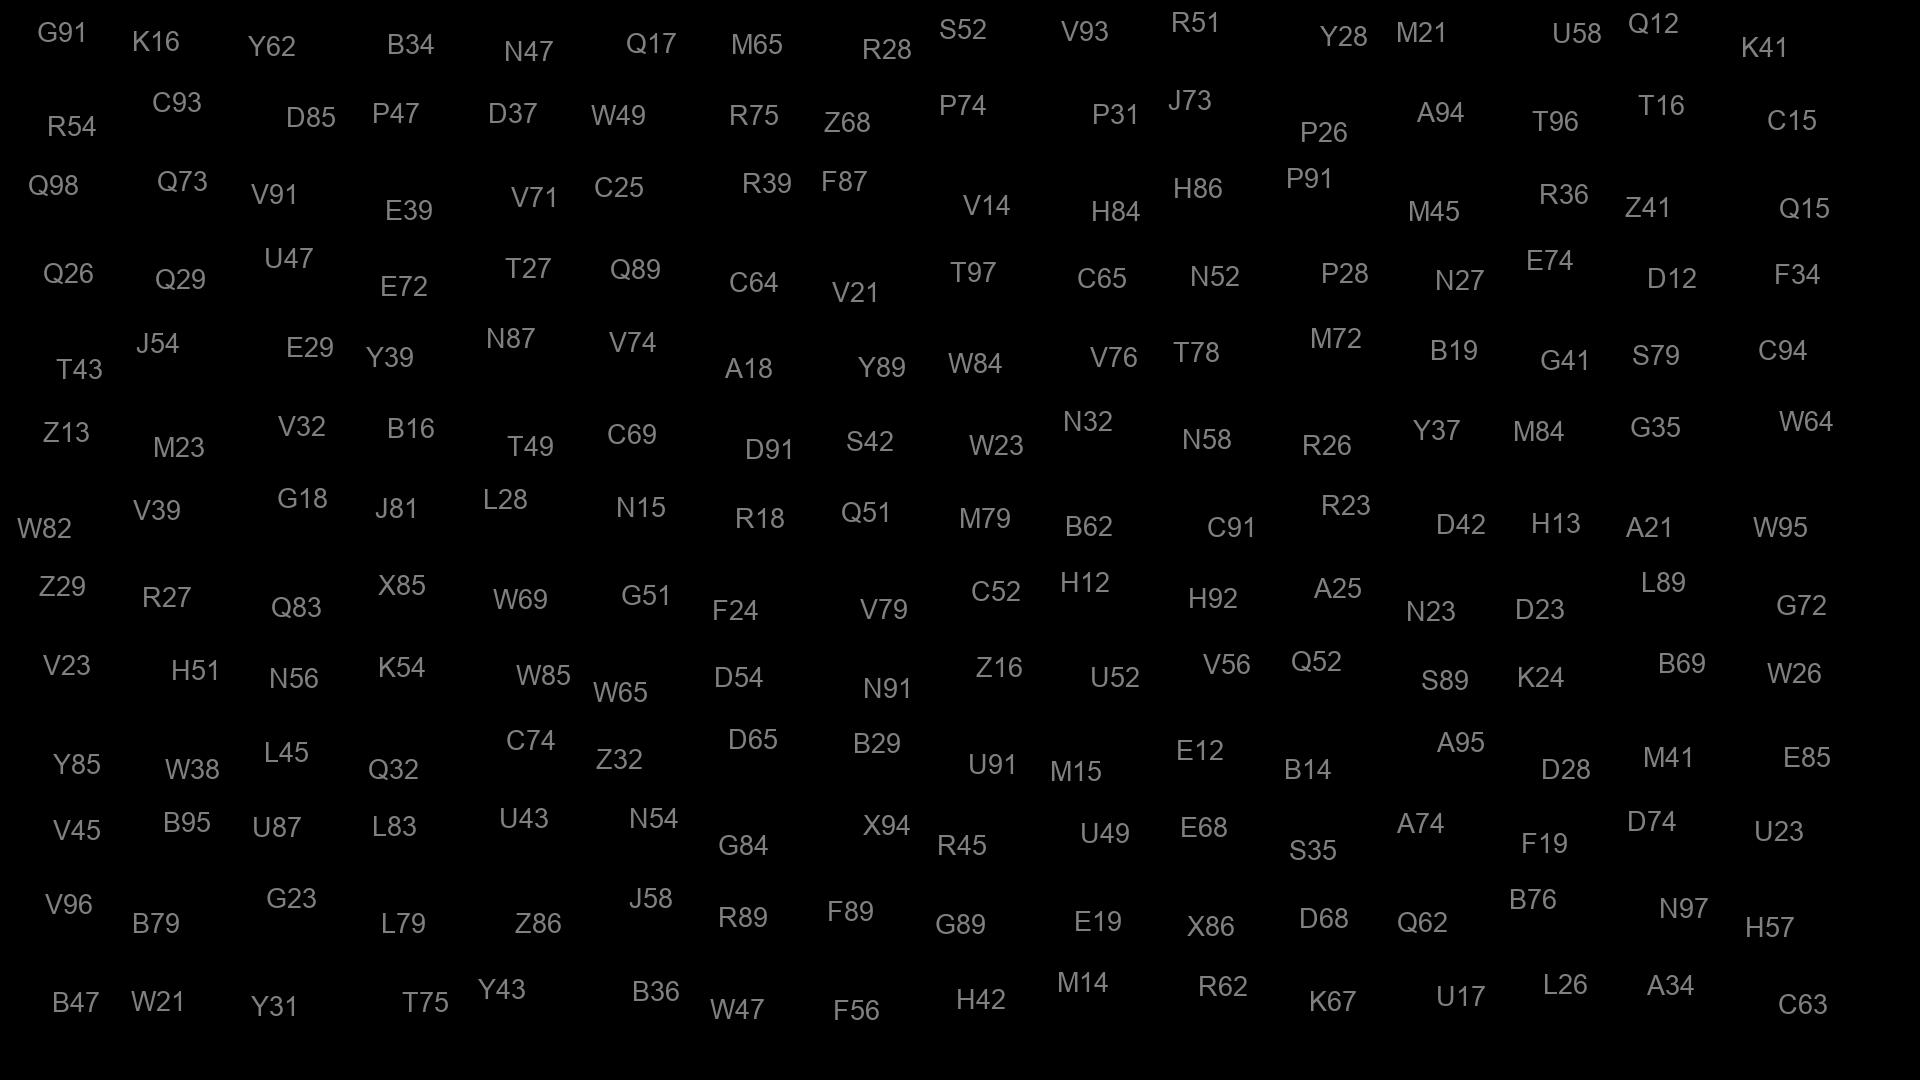 G91 K16 Y62 B34 N47 Q17 M65 R28 S52 V93 R51 Y28 M21 U58 Q12 K41
R54 C93 D85 P47 D37 W49 R75 Z68 P74 P31 J73 P26 A94 T96 T16 C15
Q98 Q73 V91 E39 V71 C25 R39 F87 V14 H84 H86 P91 M45 R36 Z41 Q15
Q26 Q29 U47 E72 T27 Q89 C64 V21 T97 C65 N52 P28 N27 E74 D12 F34
T43 J54 E29 Y39 N87 V74 A18 Y89 W84 V76 T78 M72 B19 G41 S79 C94
Z13 M23 V32 B16 T49 C69 D91 S42 W23 N32 N58 R26 Y37 M84 G35 W64
W82 V39 G18 J81 L28 N15 R18 Q51 M79 B62 C91 R23 D42 H13 A21 W95
Z29 R27 Q83 X85 W69 G51 F24 V79 C52 H12 H92 A25 N23 D23 L89 G72
V23 H51 N56 K54 W85 W65 D54 N91 Z16 U52 V56 Q52 S89 K24 B69 W26
Y85 W38 L45 Q32 C74 Z32 D65 B29 U91 M15 E12 B14 A95 D28 M41 E85
V45 B95 U87 L83 U43 N54 G84 X94 R45 U49 E68 S35 A74 F19 D74 U23
V96 B79 G23 L79 Z86 J58 R89 F89 G89 E19 X86 D68 Q62 B76 N97 H57
B47 W21 Y31 T75 Y43 B36 W47 F56 H42 M14 R62 K67 U17 L26 A34 C63